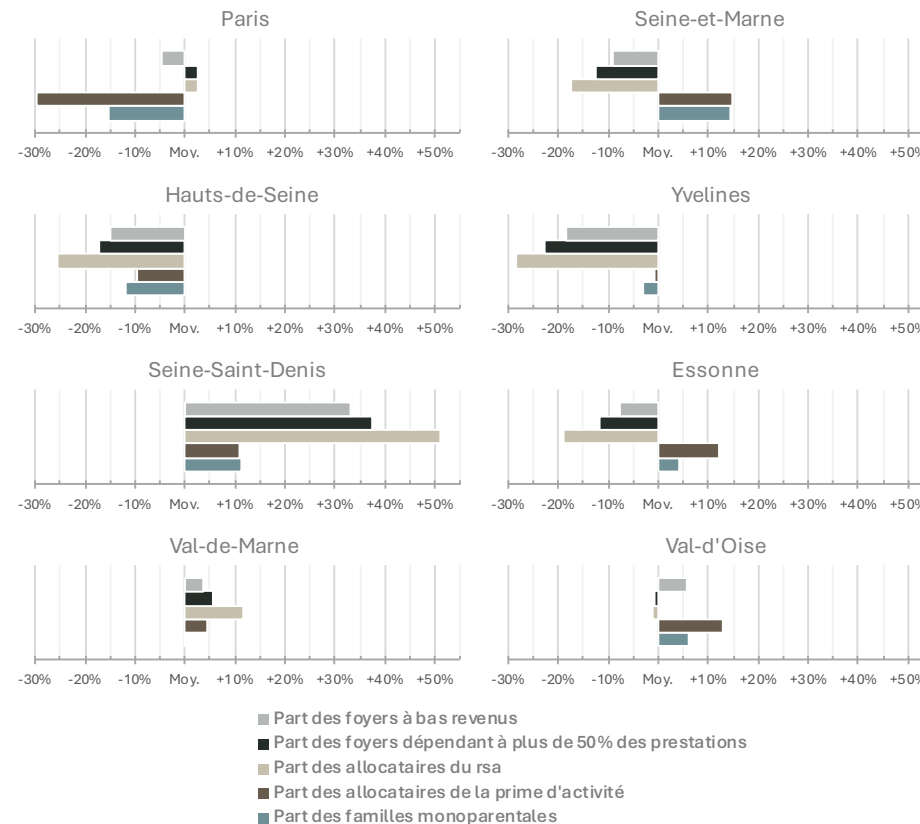 Paris Seine-et-Marne
-30% -20% -10% Moy. +10% +20% +30% +40% +50% -30% -20% -10% Moy. +10% +20% +30% +40% +50%
Hauts-de-Seine Yvelines
-30% -20% -10% Moy. +10% +20% +30% +40% +50% -30% -20% -10% Moy. +10% +20% +30% +40% +50%
Seine-Saint-Denis Essonne
-30% -20% -10% Moy. +10% +20% +30% +40% +50% -30% -20% -10% Moy. +10% +20% +30% +40% +50%
Val-de-Marne Val-d'Oise
-30% -20% -10% Moy. +10% +20% +30% +40% +50% -30% -20% -10% Moy. +10% +20% +30% +40% +50%
Part des foyers à bas revenus
Part des foyers dépendant à plus de 50% des prestations
Part des allocataires du rsa
Part des allocataires de la prime d'activité
Part des familles monoparentales